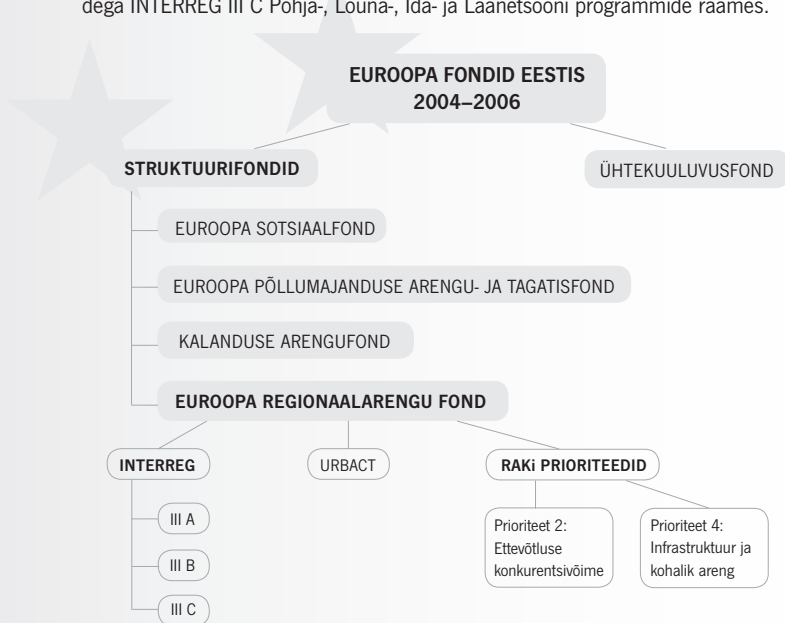 dega INTERREG III C Põhja-, Lõuna-, Ida- ja Läänetsooni programmide raames.
EUROOPA FONDID EESTIS
2004–2006
STRUKTUURIFONDID
ÜHTEKUULUVUSFOND
EUROOPA SOTSIAALFOND
EUROOPA PÕLLUMAJANDUSE ARENGU- JA TAGATISFOND
KALANDUSE ARENGUFOND
EUROOPA REGIONAALARENGU FOND
INTERREG
URBACT
RAKi PRIORITEEDID
III A
III B
III C
Prioriteet 2:
Ettevõtluse
konkurentsivõime
Prioriteet 4:
Infrastruktuur ja
kohalik areng